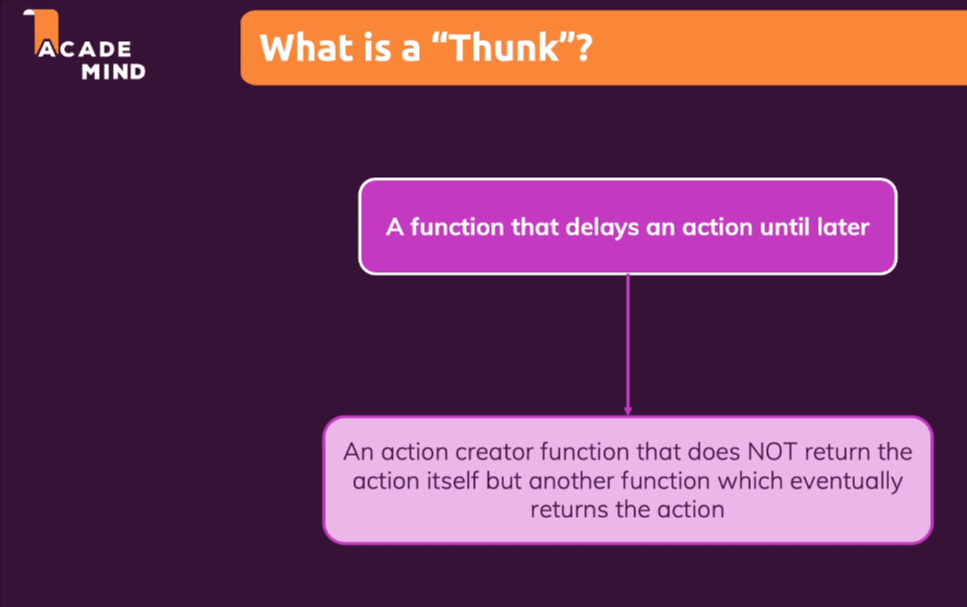 ACADE
MIND
What is a “Thunk”?
A function that delays an action until later
An action creator function that does NOT return the
action itself but another function which eventually
returns the action